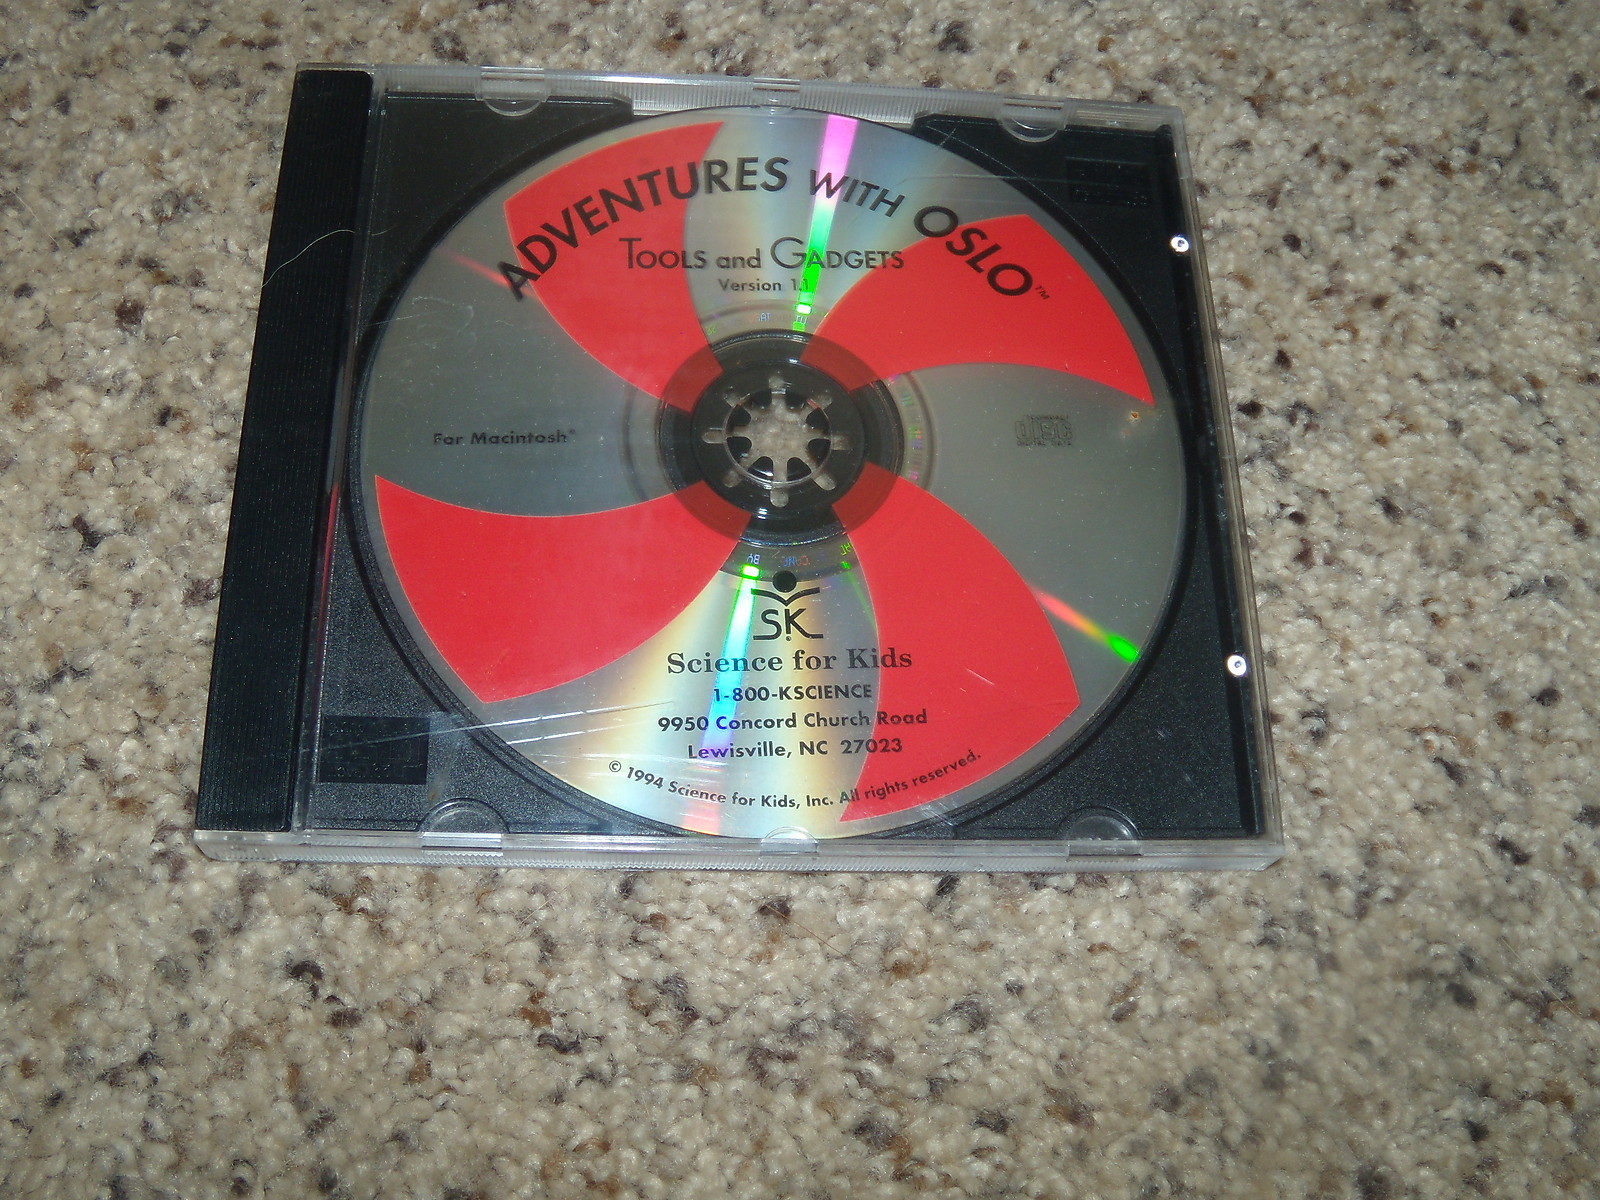 ADVENTURES WITH OSLO™
TOOLS and GADGETS
Version 1.1
For Macintosh®
disc
SK®
Science for Kids
1-800-KSCIENCE
9950 Concord Church Road
Lewisville, NC 27023
© 1994 Science for Kids, Inc. All rights reserved.